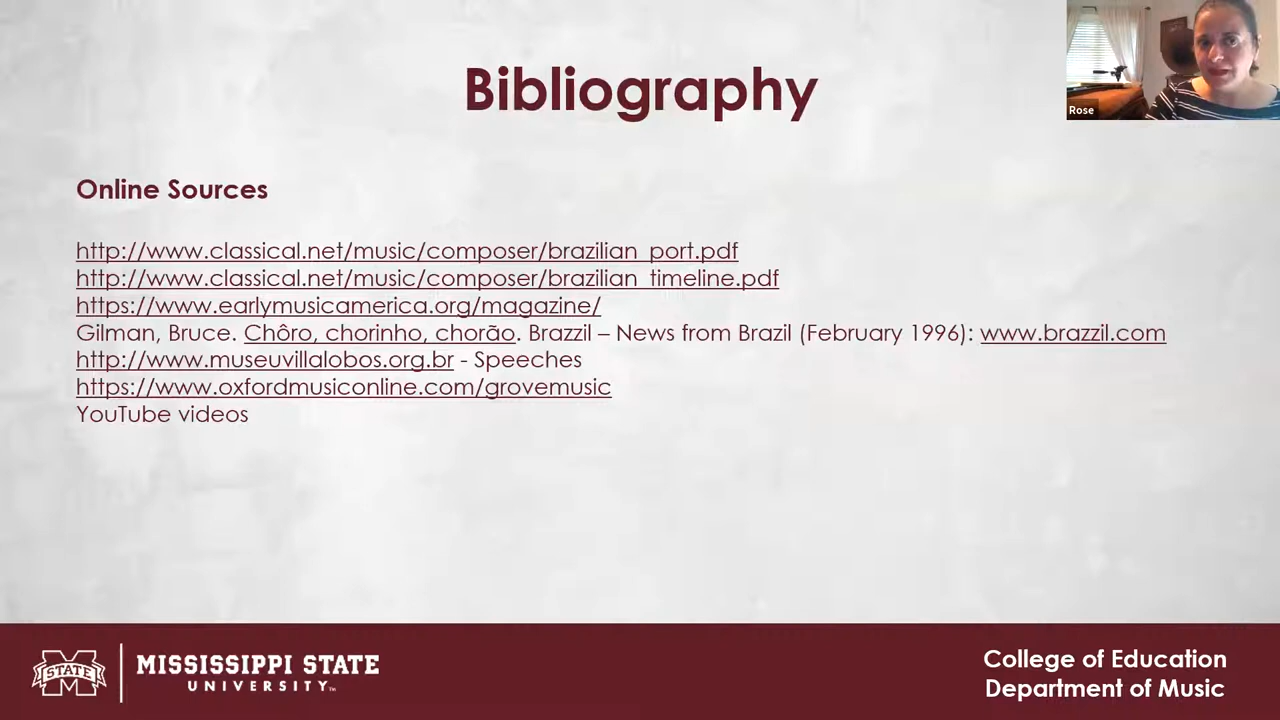 Bibliography
Rose
Online Sources
http://www.classical.net/music/composer/brazilian_port.pdf
http://www.classical.net/music/composer/brazilian_timeline.pdf
https://www.earlymusicamerica.org/magazine/
Gilman, Bruce. Chôro, chorinho, chorão. Brazzil – News from Brazil (February 1996): www.brazzil.com
http://www.museuvillalobos.org.br - Speeches
https://www.oxfordmusiconline.com/grovemusic
YouTube videos
STATE
MISSISSIPPI STATE
UNIVERSITY™
College of Education
Department of Music